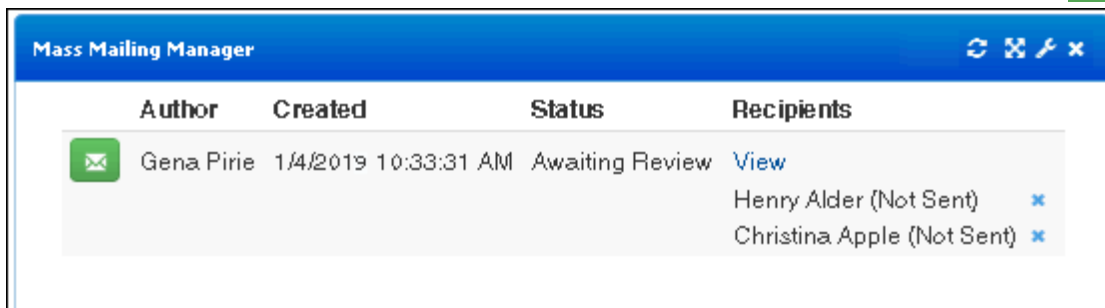 Mass Mailing Manager
Author Created Status Recipients
Gena Pirie 1/4/2019 10:33:31 AM Awaiting Review View
Henry Alder (Not Sent)
Christina Apple (Not Sent)